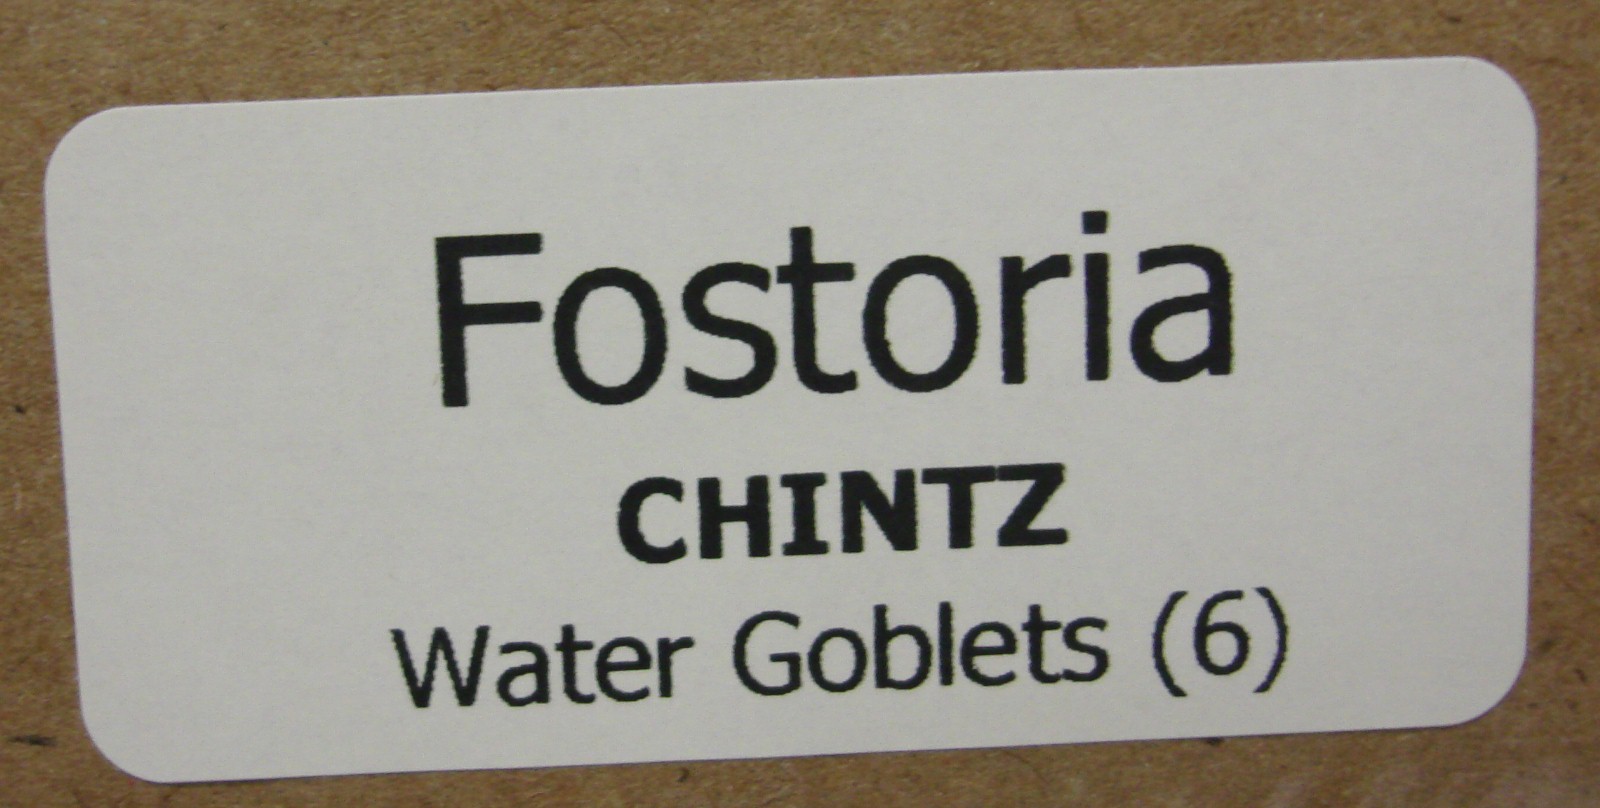 Fostoria
CHINTZ
Water Goblets (6)